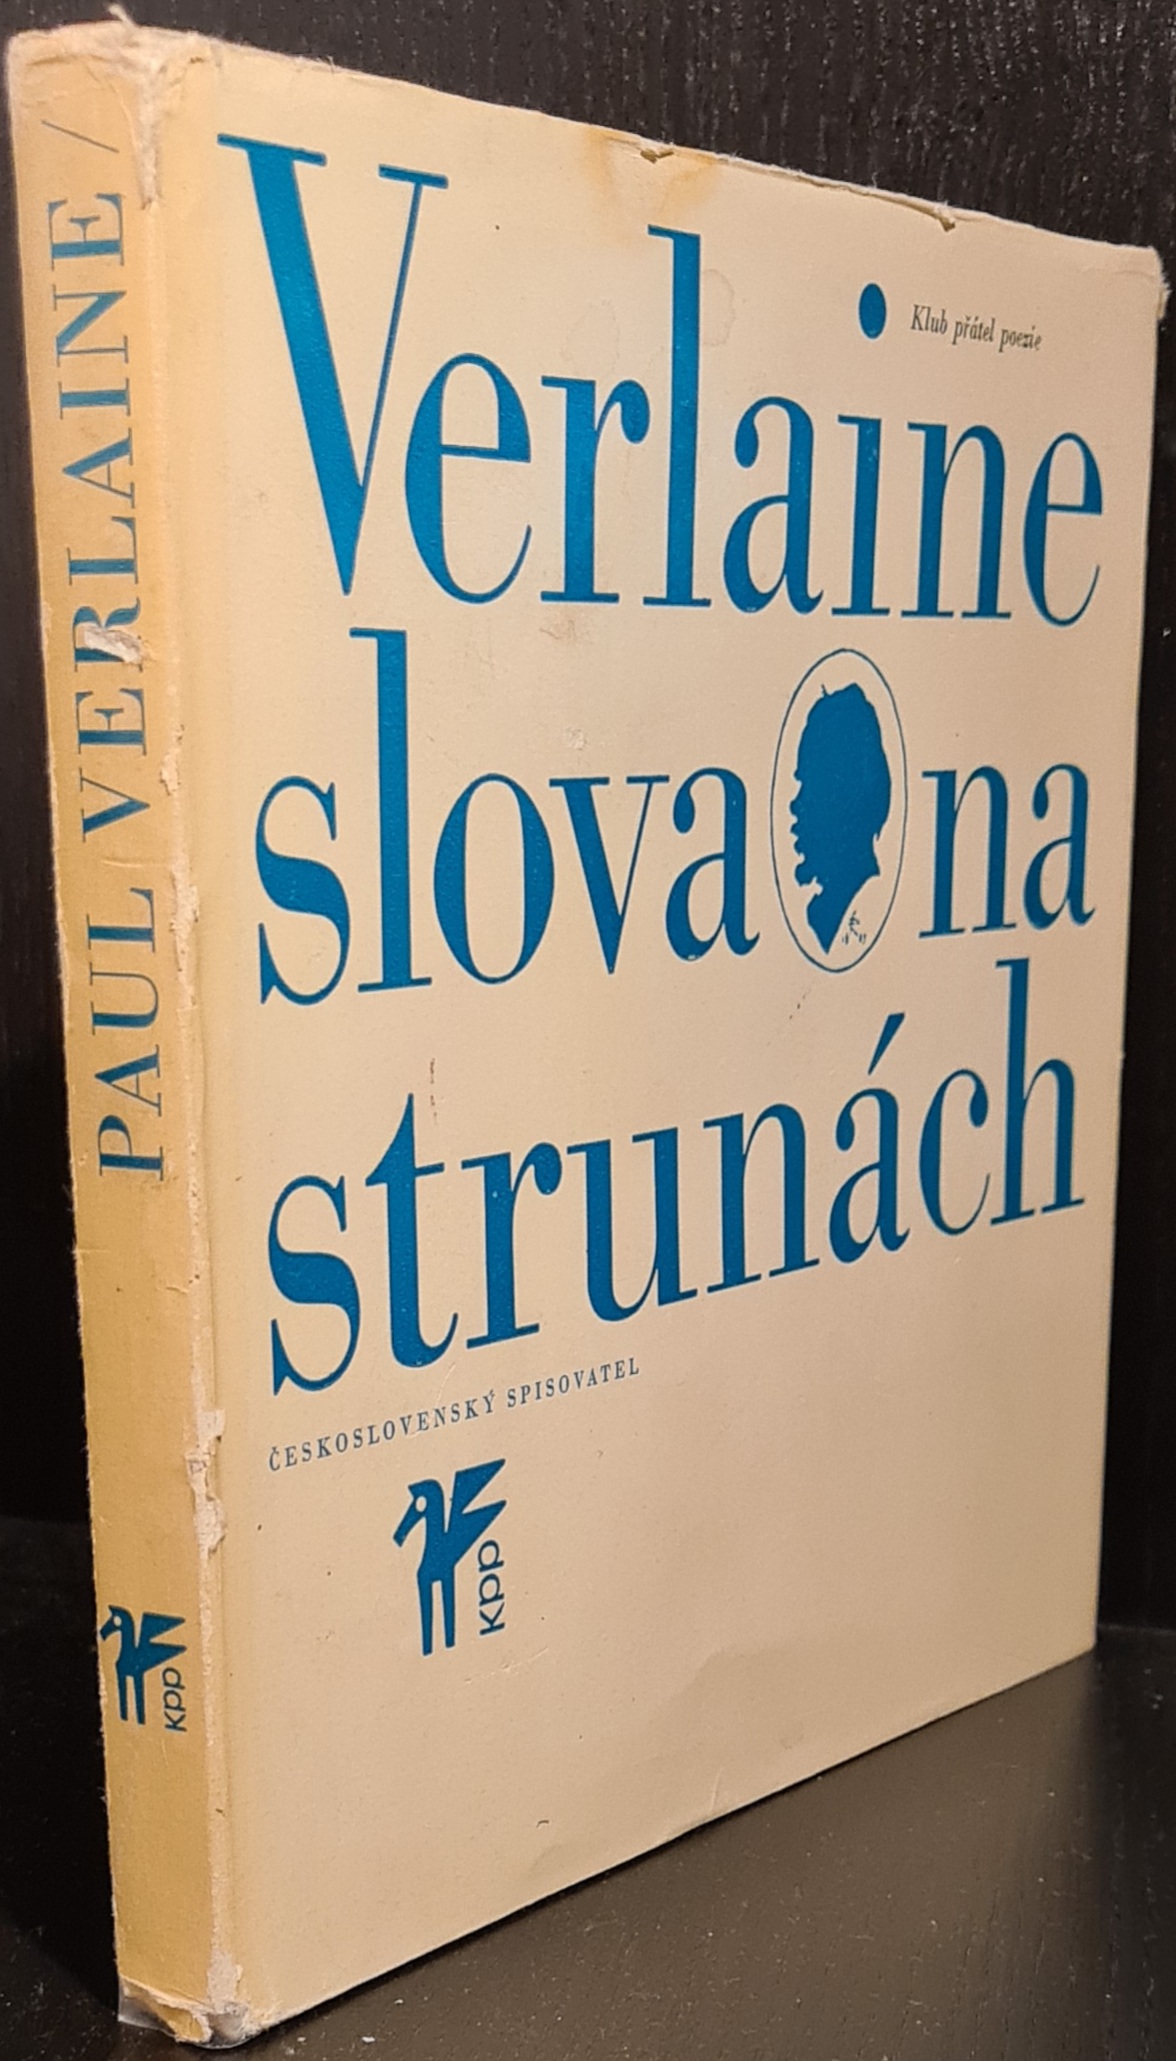 PAUL VERLAINE /
kpp
Verlaine
Klub přátel poezie
slova na
strunách
ČESKOSLOVENSKÝ SPISOVATEL
kpp